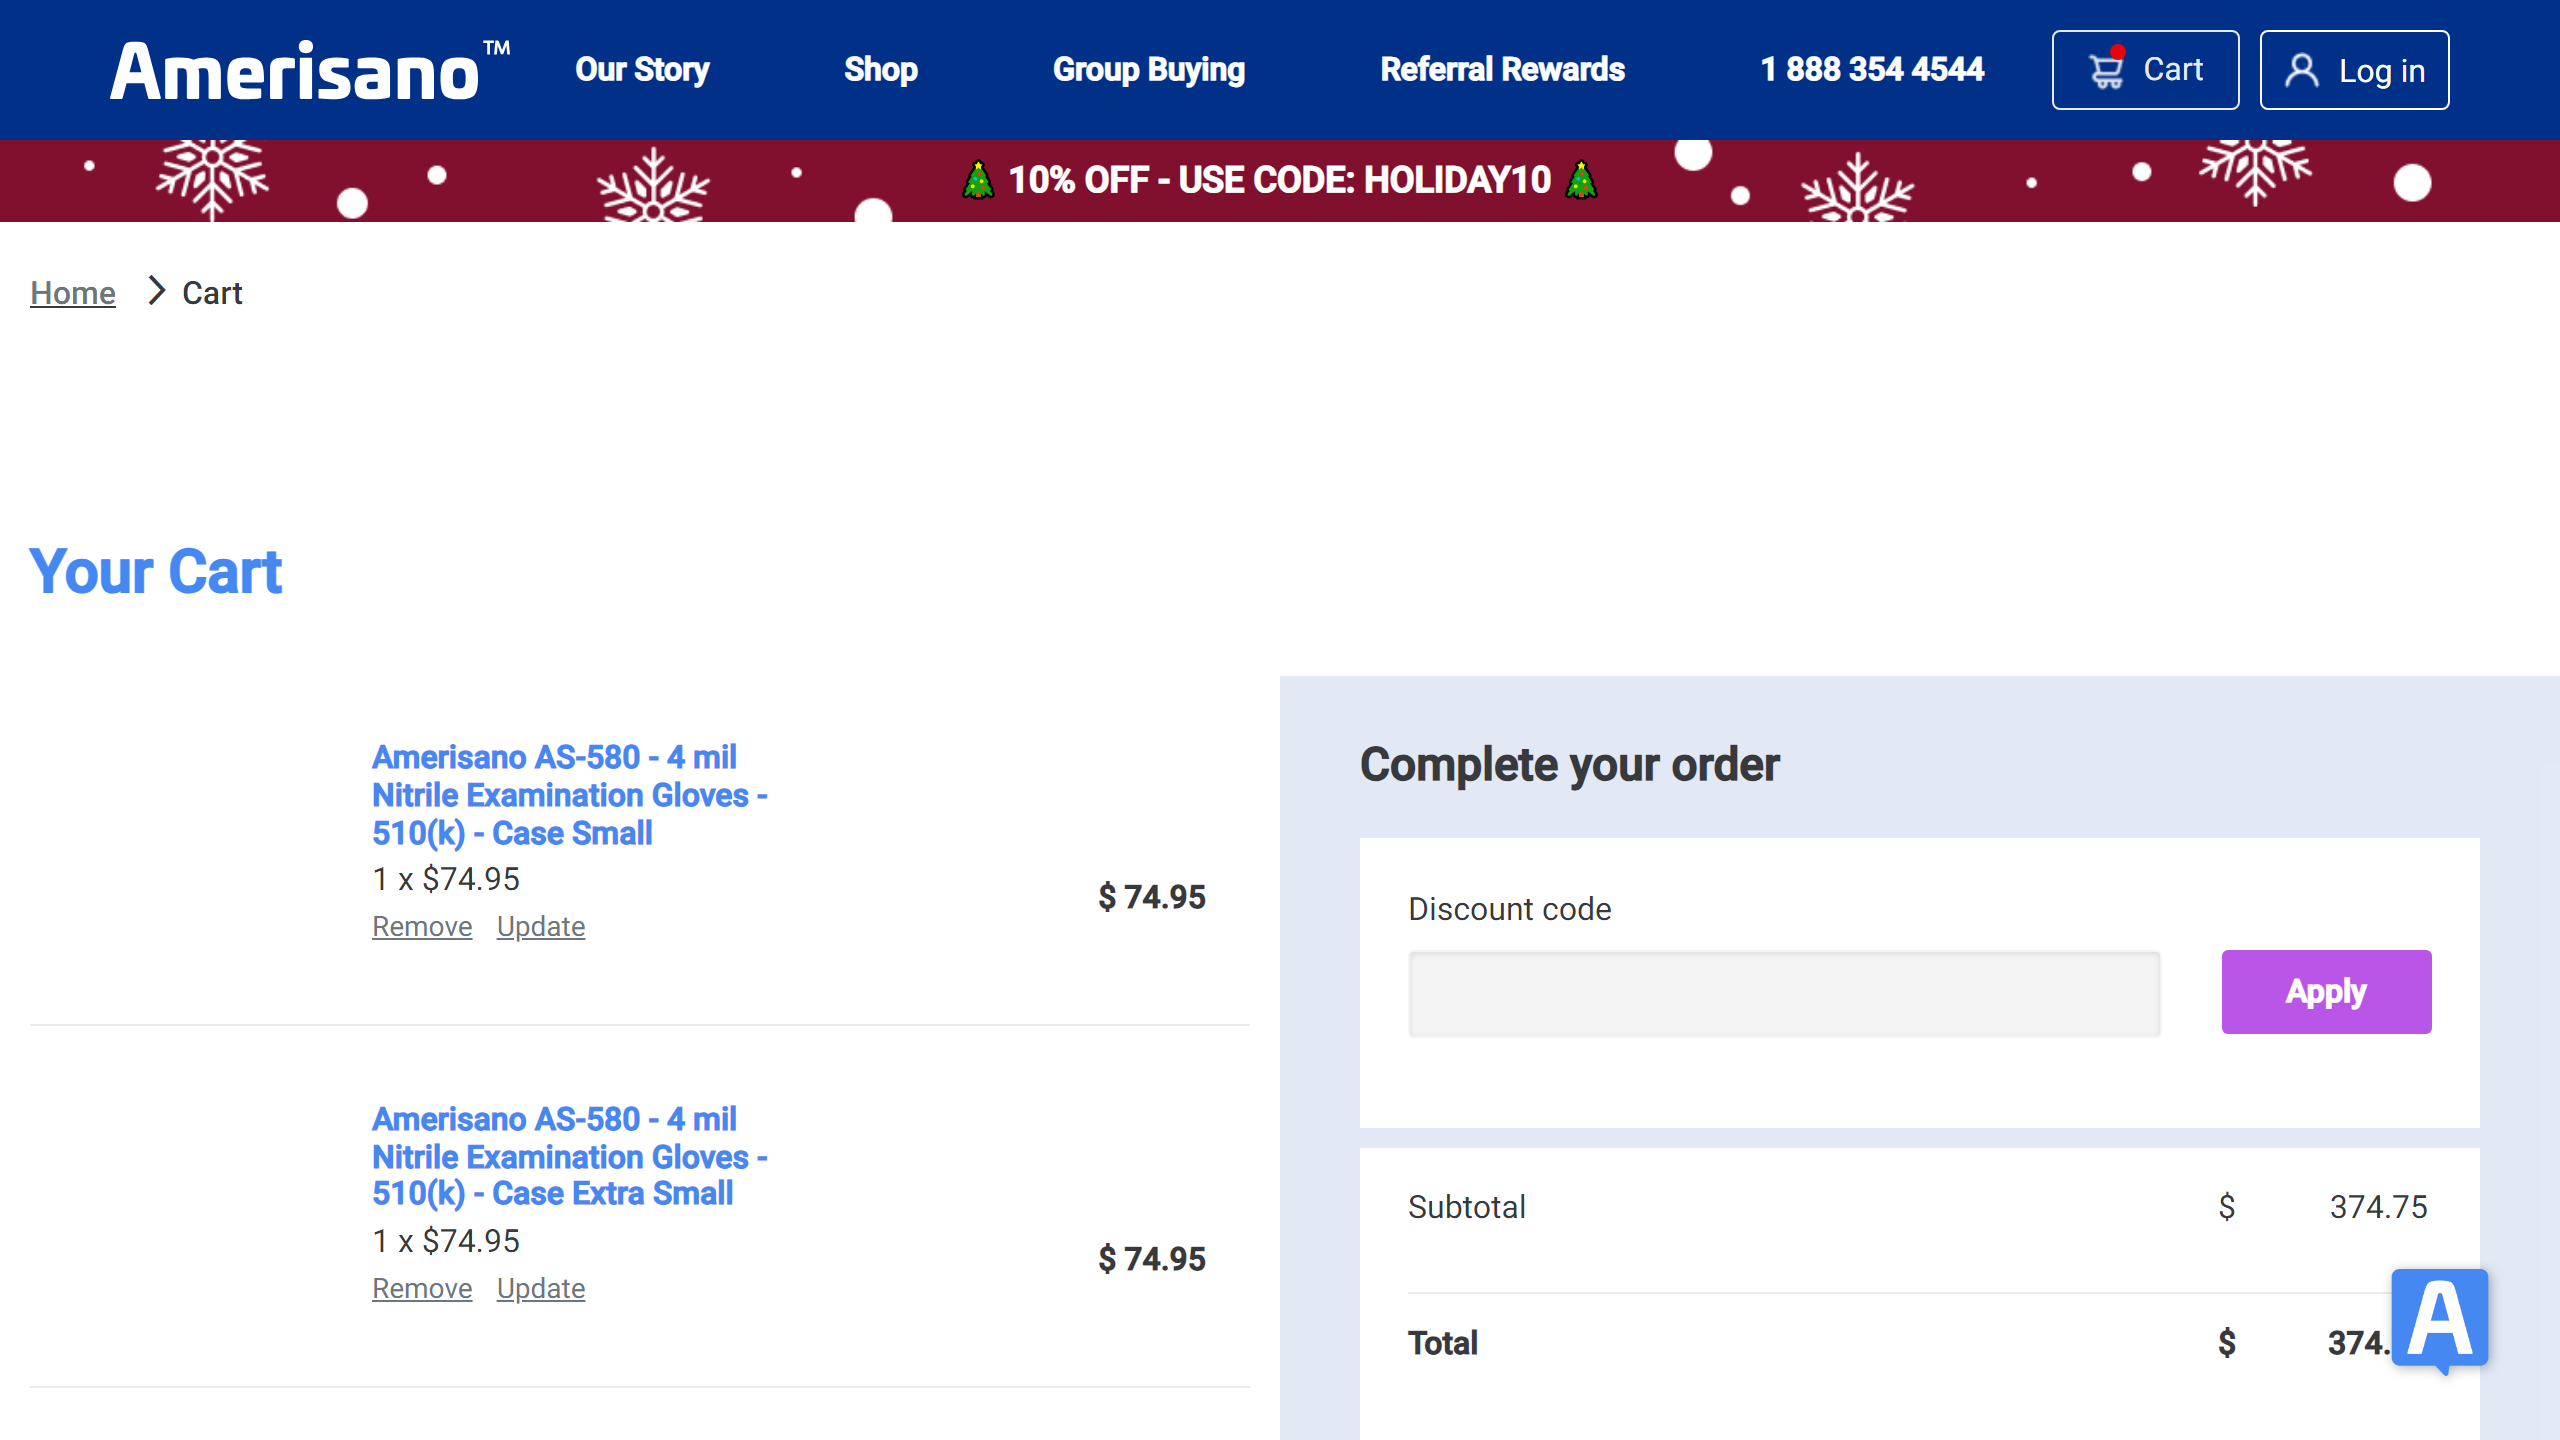 Amerisano™
Our Story
Shop
Group Buying
Referral Rewards
1 888 354 4544
Cart
Log in
10% OFF - USE CODE: HOLIDAY10
Home
Cart
Your Cart
Amerisano AS-580 - 4 mil
Nitrile Examination Gloves -
510(k) - Case Small
1 x $74.95
$ 74.95
Remove Update
Amerisano AS-580 - 4 mil
Nitrile Examination Gloves -
510(k) - Case Extra Small
1 x $74.95
$ 74.95
Remove Update
Complete your order
Discount code
Apply
Subtotal $ 374.75
Total $ 374.
A